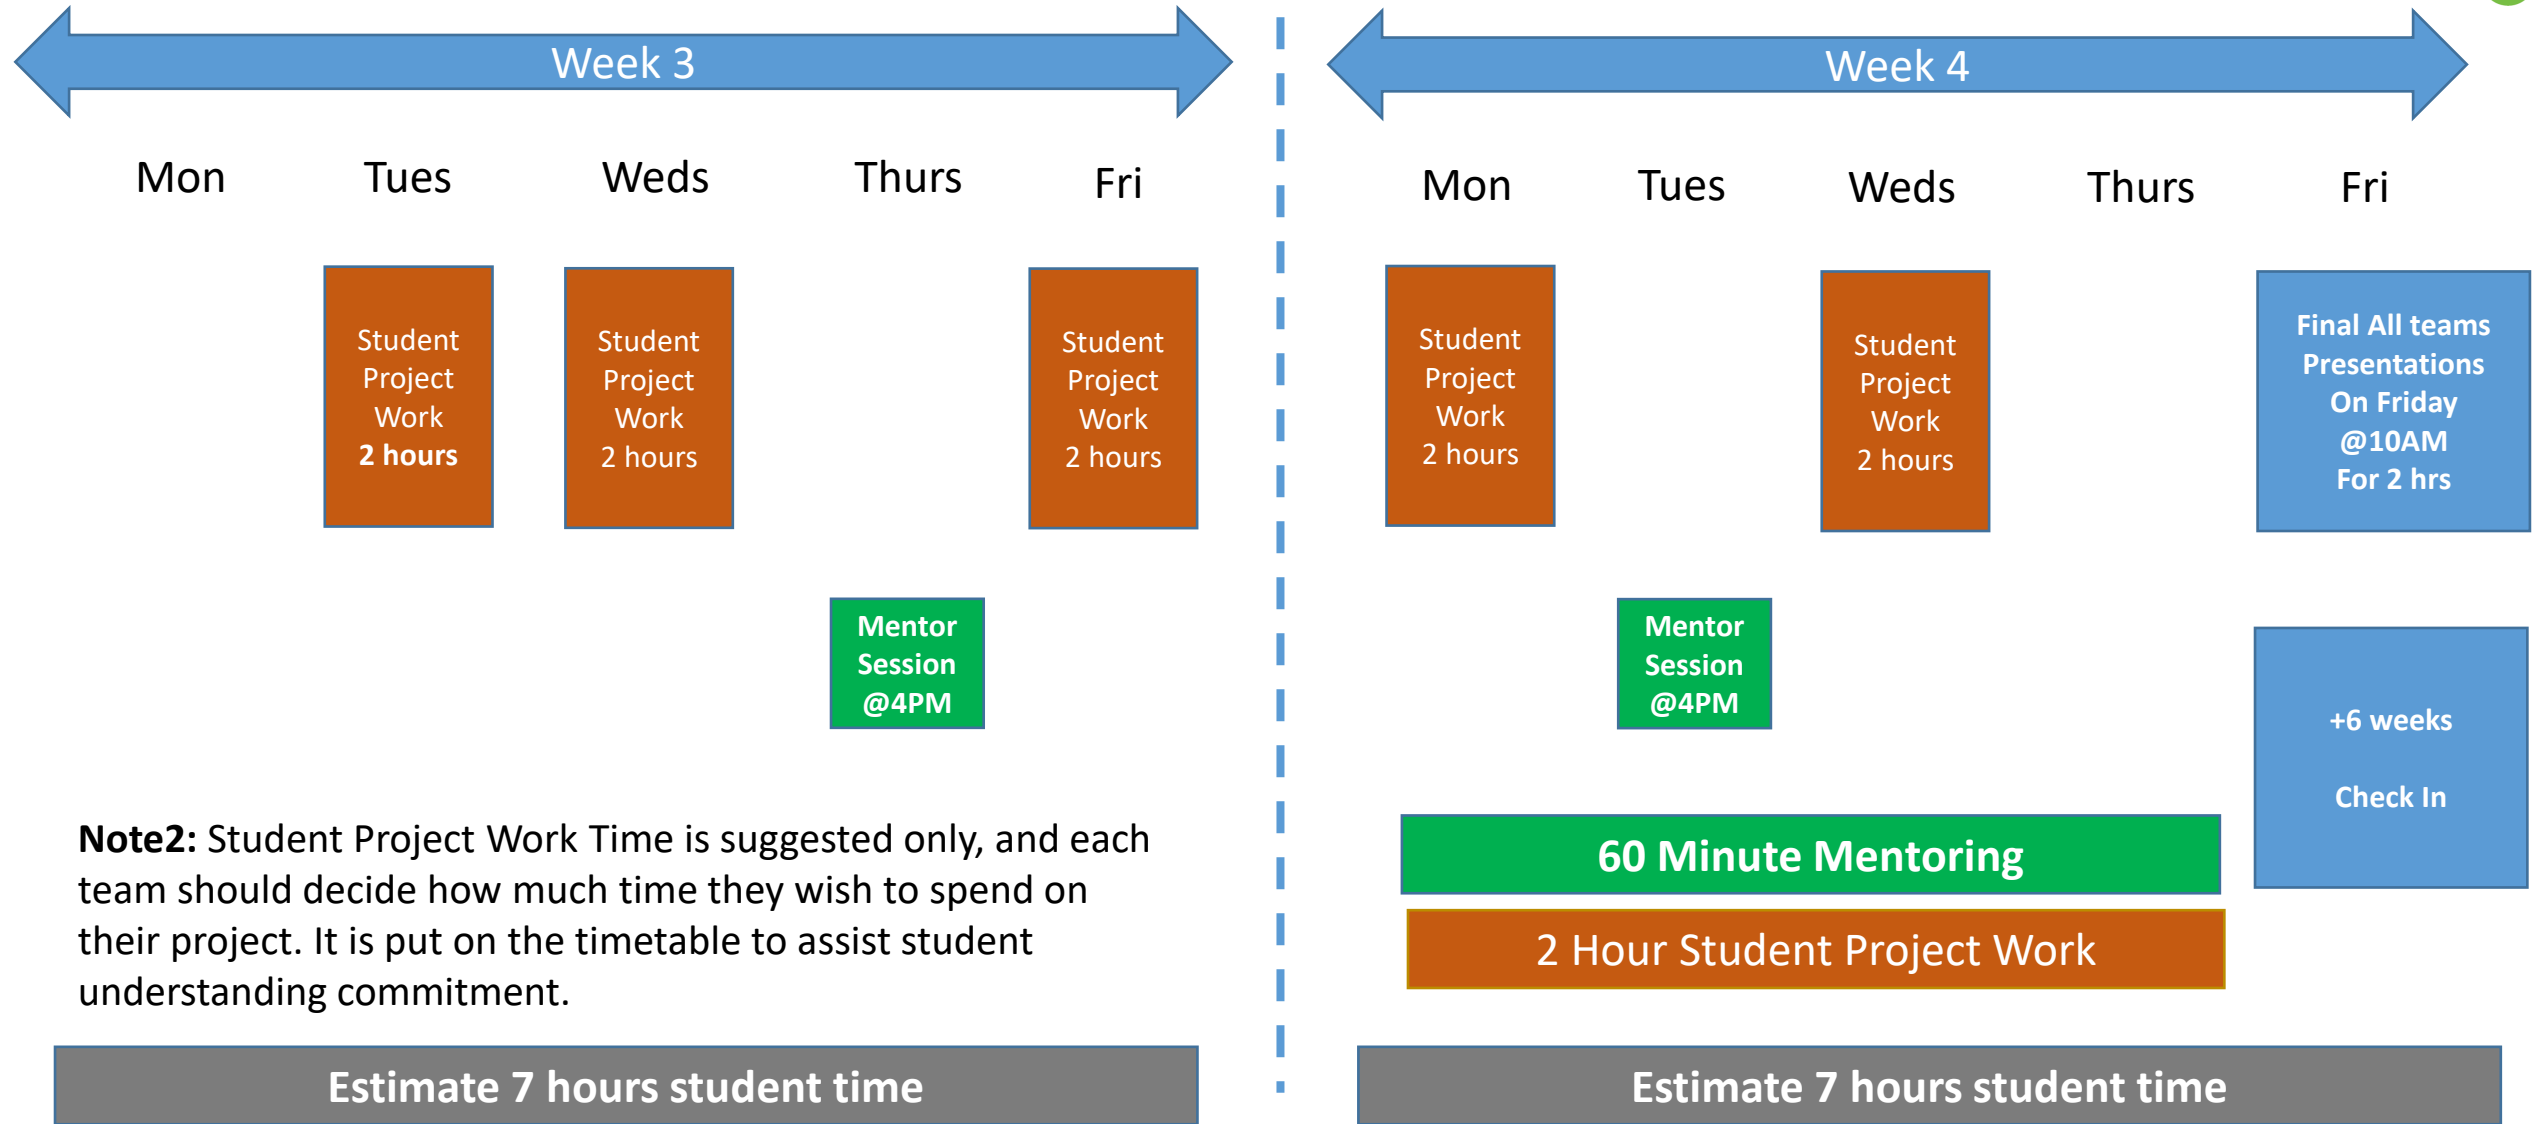 Week 3
Mon Tues Weds Thurs Fri
Student
Project
Work
2 hours
Student
Project
Work
2 hours
Student
Project
Work
2 hours
Mentor
Session
@4PM
Note2: Student Project Work Time is suggested only, and each
team should decide how much time they wish to spend on
their project. It is put on the timetable to assist student
understanding commitment.
Estimate 7 hours student time
Week 4
Mon Tues Weds Thurs Fri
Student
Project
Work
2 hours
Student
Project
Work
2 hours
Final All teams
Presentations
On Friday
@10AM
For 2 hrs
Mentor
Session
@4PM
+6 weeks
Check In
60 Minute Mentoring
2 Hour Student Project Work
Estimate 7 hours student time